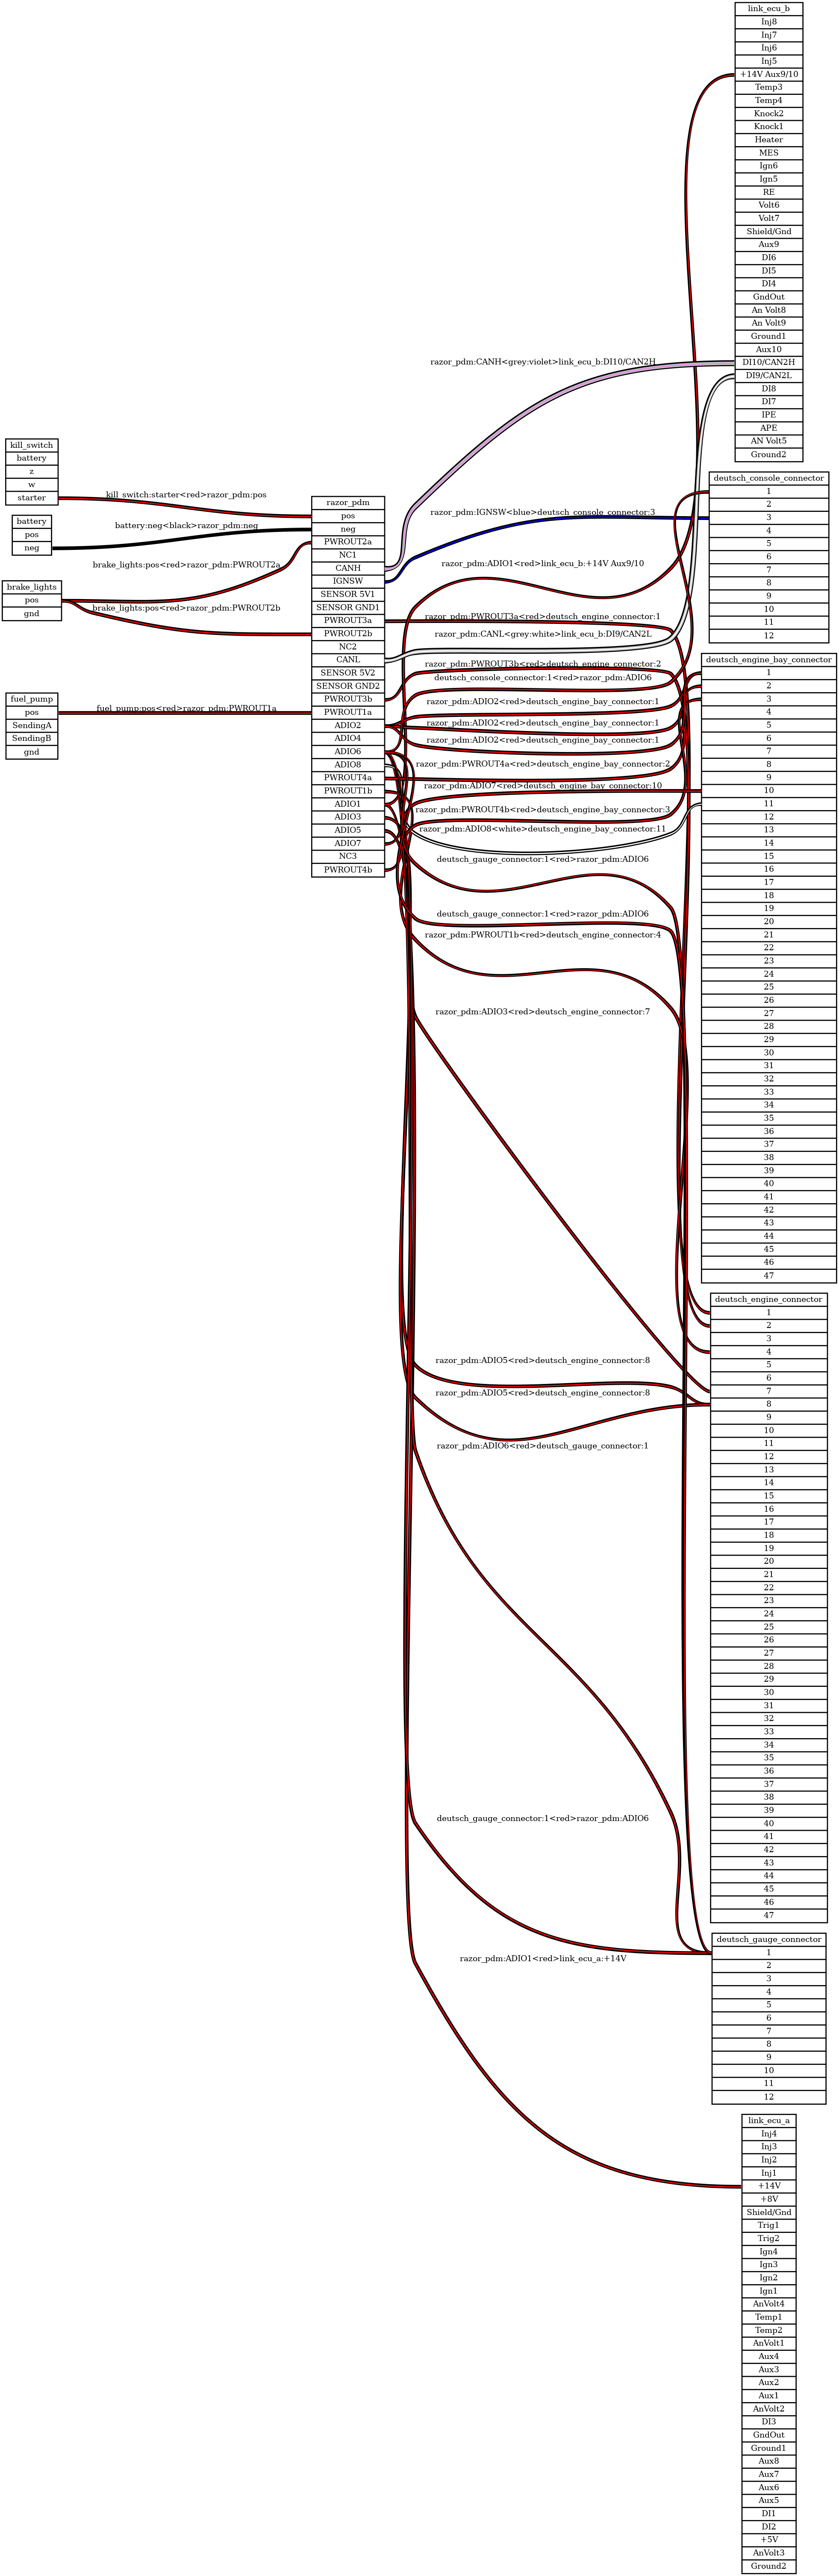 kill_switch
battery
z
w
starter
battery
pos
neg
brake_lights
pos
gnd
fuel_pump
pos
SendingA
SendingB
gnd
kill_switch:starter<red>razor_pdm:pos
battery:neg<black>razor_pdm:neg
brake_lights:pos<red>razor_pdm:PWROUT2a
brake_lights:pos<red>razor_pdm:PWROUT2b
fuel_pump:pos<red>razor_pdm:PWROUT1a
razor_pdm
pos
neg
PWROUT2a
NC1
CANH
IGNSW
SENSOR 5V1
SENSOR GND1
PWROUT3a
PWROUT2b
NC2
CANL
SENSOR 5V2
SENSOR GND2
PWROUT3b
PWROUT1a
ADIO2
ADIO4
ADIO6
ADIO8
PWROUT4a
PWROUT1b
ADIO1
ADIO3
ADIO5
ADIO7
NC3
PWROUT4b
razor_pdm:CANH<grey:violet>link_ecu_b:DI10/CAN2H
razor_pdm:IGNSW<blue>deutsch_console_connector:3
razor_pdm:ADIO1<red>link_ecu_b:+14V Aux9/10
razor_pdm:PWROUT3a<red>deutsch_engine_connector:1
razor_pdm:CANL<grey:white>link_ecu_b:DI9/CAN2L
razor_pdm:PWROUT3b<red>deutsch_engine_connector:2
deutsch_console_connector:1<red>razor_pdm:ADIO6
razor_pdm:ADIO2<red>deutsch_engine_bay_connector:1
razor_pdm:ADIO2<red>deutsch_engine_bay_connector:1
razor_pdm:ADIO2<red>deutsch_engine_bay_connector:1
razor_pdm:PWROUT4a<red>deutsch_engine_bay_connector:2
razor_pdm:ADIO7<red>deutsch_engine_bay_connector:10
razor_pdm:PWROUT4b<red>deutsch_engine_bay_connector:3
razor_pdm:ADIO8<white>deutsch_engine_bay_connector:11
deutsch_gauge_connector:1<red>razor_pdm:ADIO6
deutsch_gauge_connector:1<red>razor_pdm:ADIO6
razor_pdm:PWROUT1b<red>deutsch_engine_connector:4
razor_pdm:ADIO3<red>deutsch_engine_connector:7
razor_pdm:ADIO5<red>deutsch_engine_connector:8
razor_pdm:ADIO5<red>deutsch_engine_connector:8
razor_pdm:ADIO6<red>deutsch_gauge_connector:1
deutsch_gauge_connector:1<red>razor_pdm:ADIO6
razor_pdm:ADIO1<red>link_ecu_a:+14V
link_ecu_b
Inj8
Inj7
Inj6
Inj5
+14V Aux9/10
Temp3
Temp4
Knock2
Knock1
Heater
MES
Ign6
Ign5
RE
Volt6
Volt7
Shield/Gnd
Aux9
DI6
DI5
DI4
GndOut
An Volt8
An Volt9
Ground1
Aux10
DI10/CAN2H
DI9/CAN2L
DI8
DI7
IPE
APE
AN Volt5
Ground2
deutsch_console_connector
1
2
3
4
5
6
7
8
9
10
11
12
deutsch_engine_bay_connector
1
2
3
4
5
6
7
8
9
10
11
12
13
14
15
16
17
18
19
20
21
22
23
24
25
26
27
28
29
30
31
32
33
34
35
36
37
38
39
40
41
42
43
44
45
46
47
deutsch_engine_connector
1
2
3
4
5
6
7
8
9
10
11
12
13
14
15
16
17
18
19
20
21
22
23
24
25
26
27
28
29
30
31
32
33
34
35
36
37
38
39
40
41
42
43
44
45
46
47
deutsch_gauge_connector
1
2
3
4
5
6
7
8
9
10
11
12
link_ecu_a
Inj4
Inj3
Inj2
Inj1
+14V
+8V
Shield/Gnd
Trig1
Trig2
Ign4
Ign3
Ign2
Ign1
AnVolt4
Temp1
Temp2
AnVolt1
Aux4
Aux3
Aux2
Aux1
AnVolt2
DI3
GndOut
Ground1
Aux8
Aux7
Aux6
Aux5
DI1
DI2
+5V
AnVolt3
Ground2